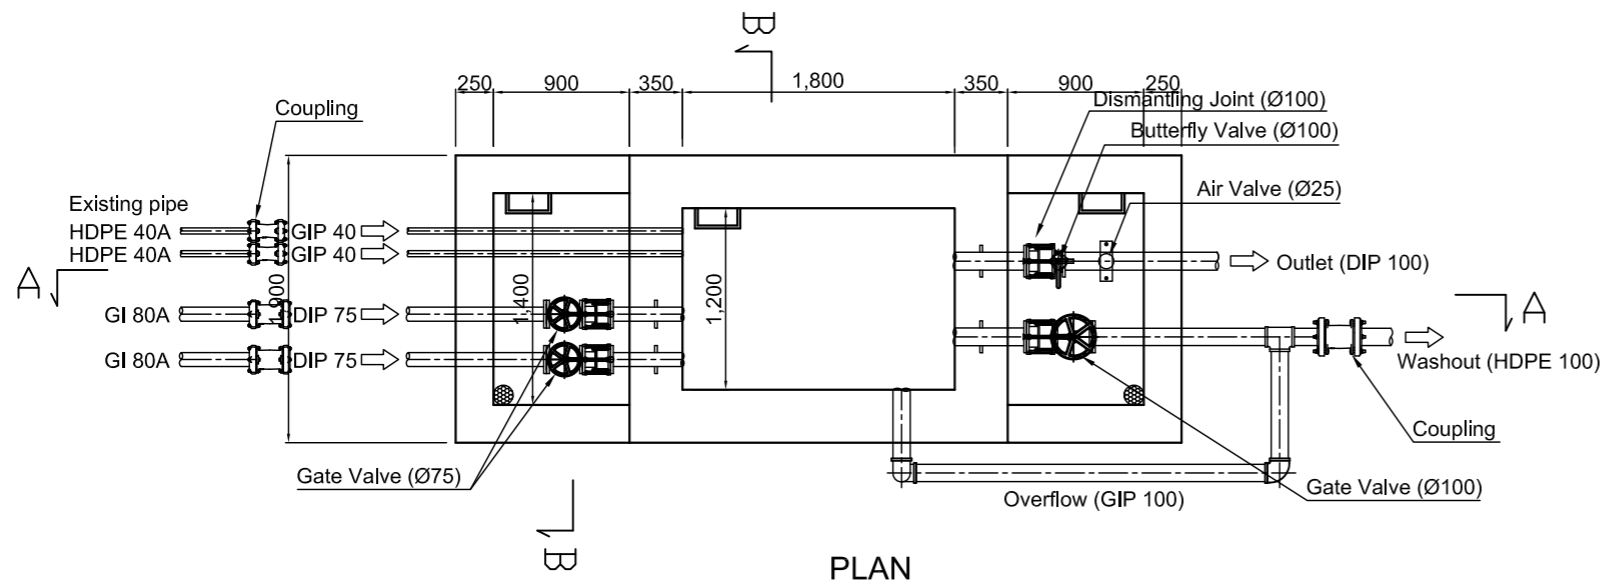 B
250 900 350 1,800 350 900 250
Coupling
Dismantling Joint (Ø100)
Butterfly Valve (Ø100)
Air Valve (Ø25)
Existing pipe
HDPE 40A GIP 40
HDPE 40A GIP 40
A
Outlet (DIP 100)
1,900
1,400
1,200
A
GI 80A DIP 75
GI 80A DIP 75
Washout (HDPE 100)
Coupling
Gate Valve (Ø75)
Gate Valve (Ø100)
Overflow (GIP 100)
B
PLAN